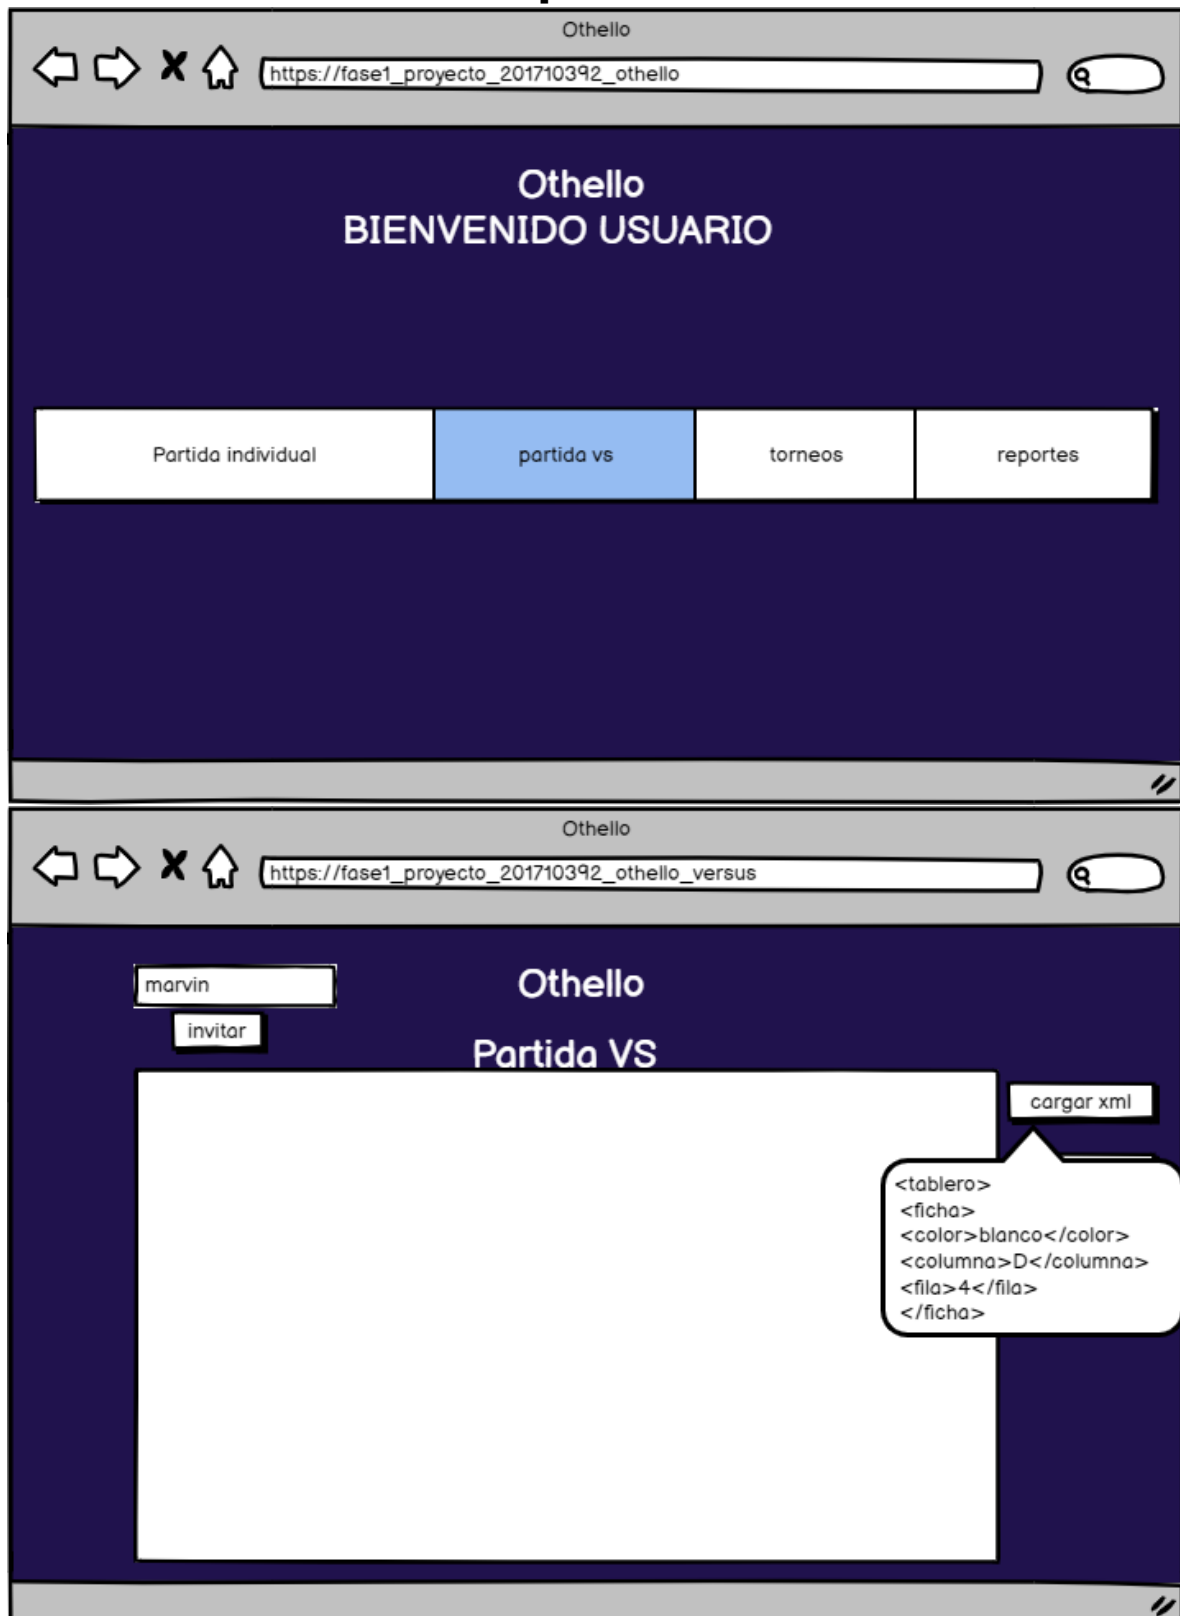 Othello
https://fase1_proyecto_201710392_othello
Othello
BIENVENIDO USUARIO
Partida individual
partida vs
torneos
reportes
Othello
https://fase1_proyecto_201710392_othello_versus
marvin
Othello
invitar
Partida VS
cargar xml
<tablero>
<ficha>
<color>blanco</color>
<columna>D</columna>
<fila>4</fila>
</ficha>